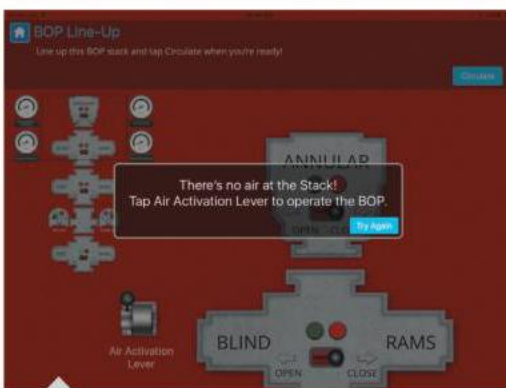 BOP Line-Up
Line up this BOP stack and tap Circulate when you're ready!
Circulate
ANNULAR
There's no air at the Stack!
Tap Air Activation Lever to operate the BOP.
Try Again
OPEN
CLOSE
Air Activation
Lever
BLIND
RAMS
OPEN
CLOSE